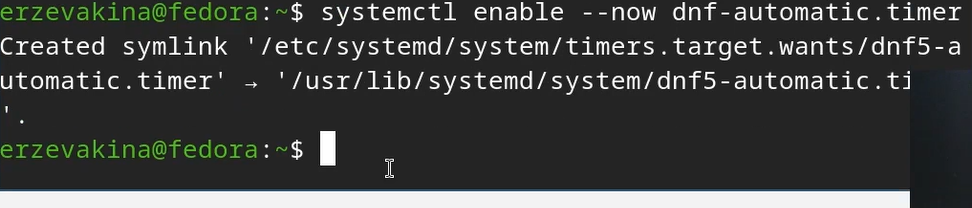 erzevakina@fedora:~$ systemctl enable --now dnf-automatic.timer
Created symlink '/etc/systemd/system/timers.target.wants/dnf5-a
utomatic.timer' → '/usr/lib/systemd/system/dnf5-automatic.ti
'.
erzevakina@fedora:~$